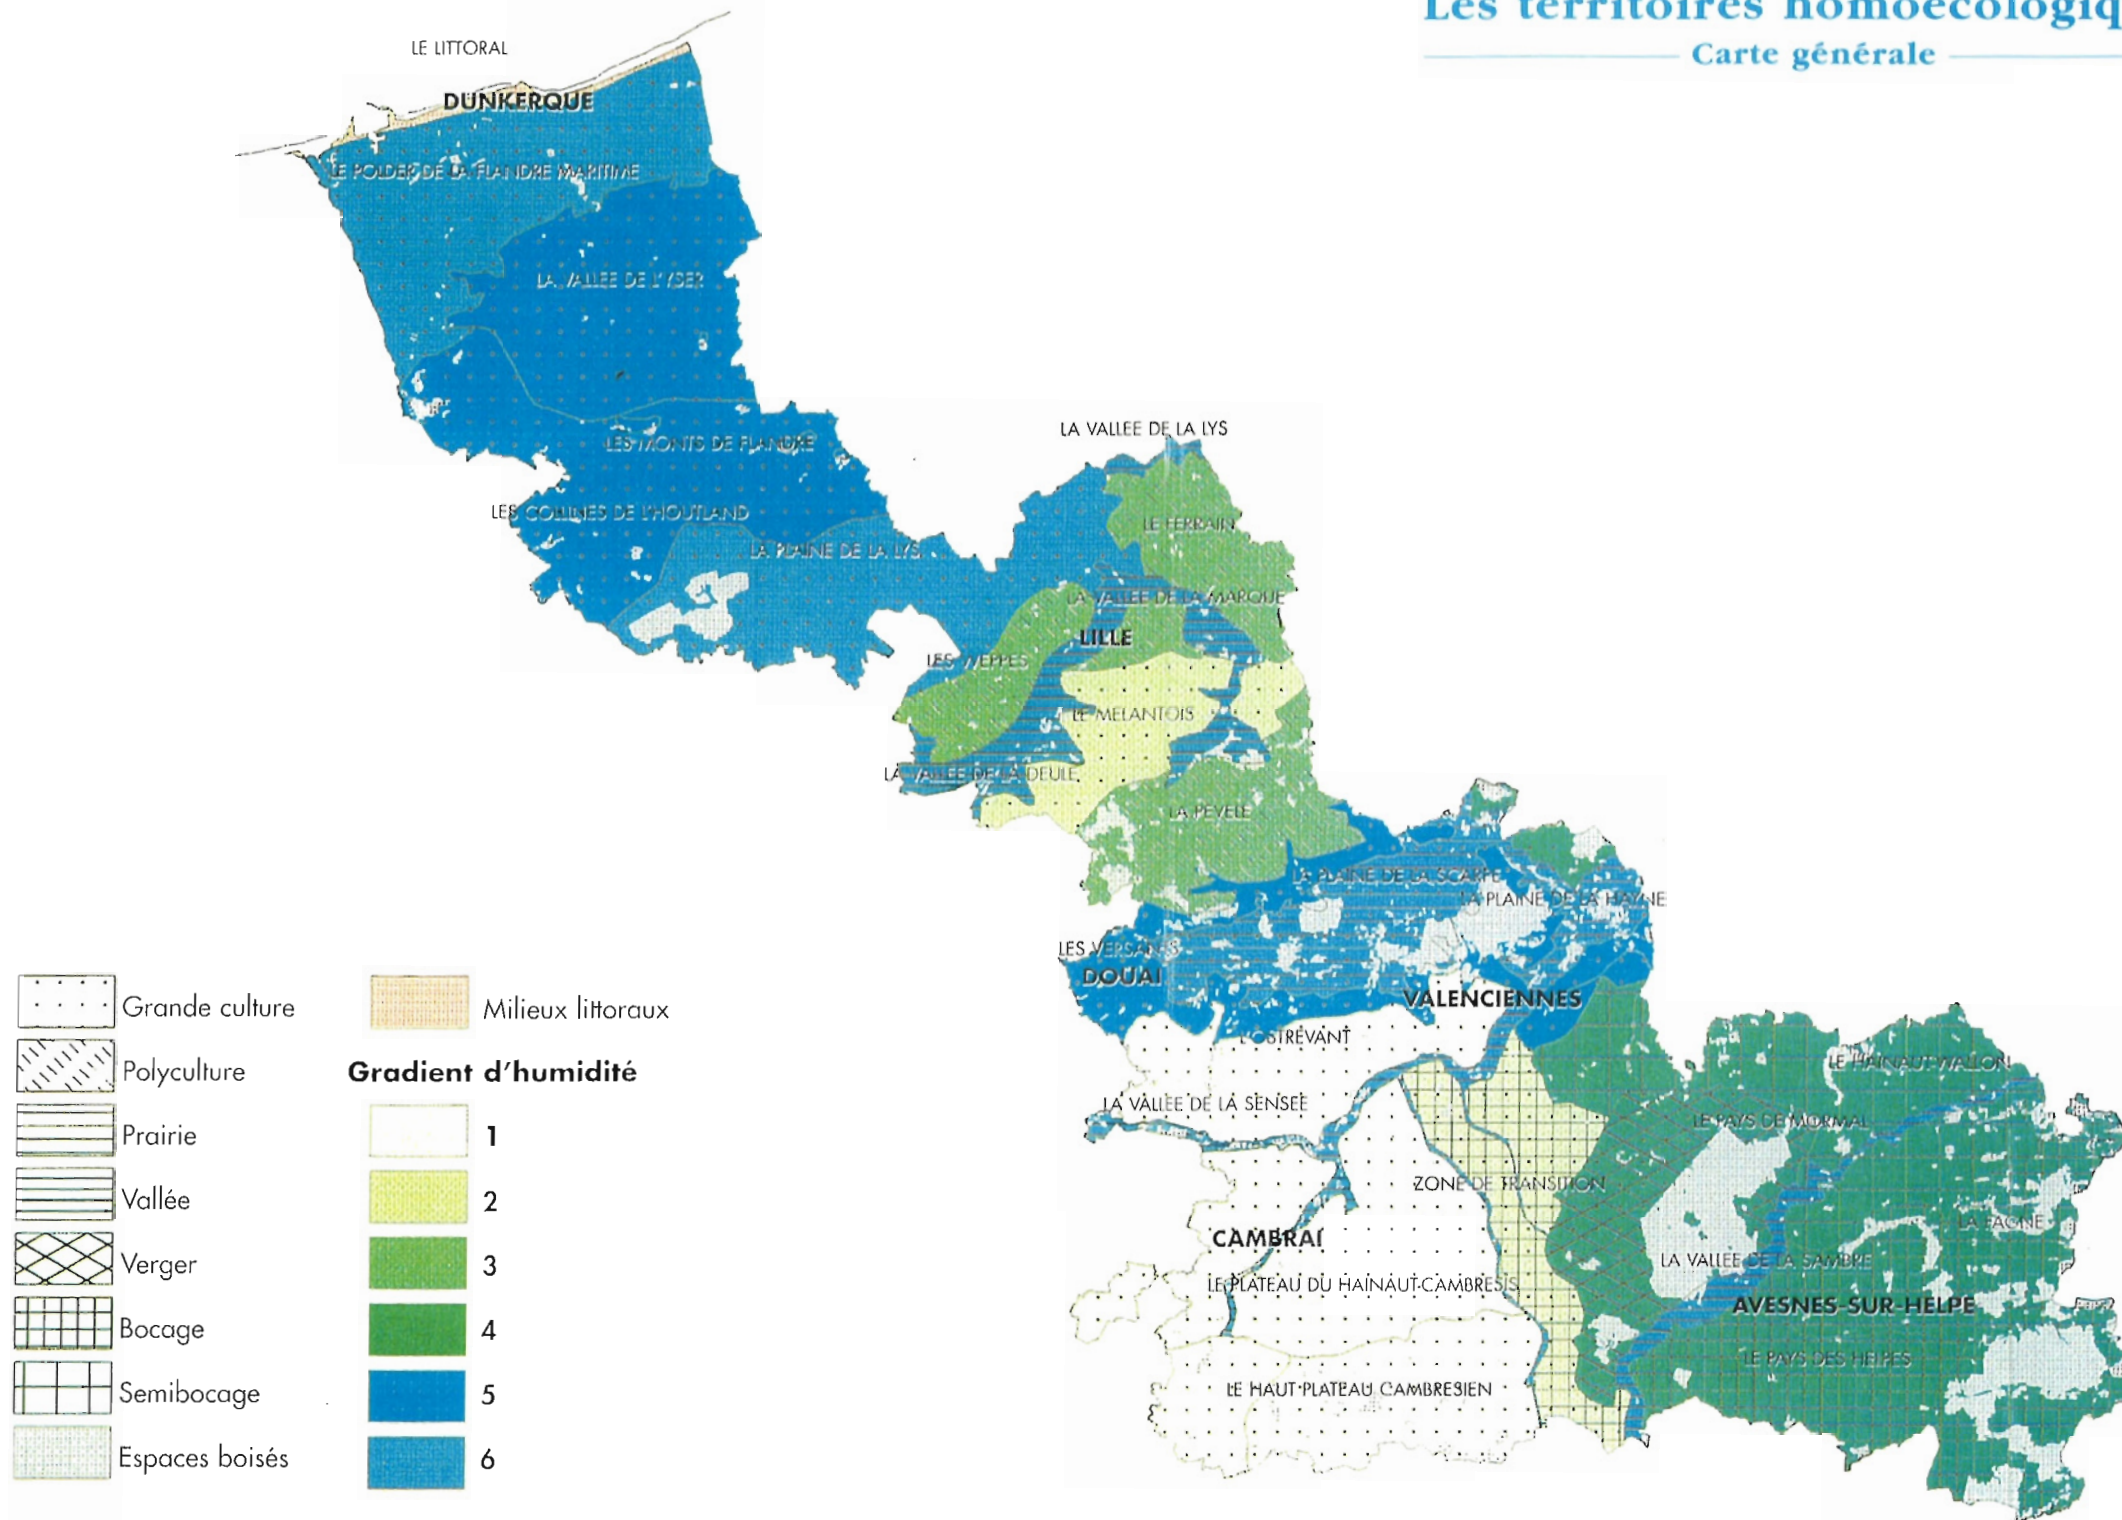 Les territoires homoécologiq
Carte générale
LE LITTORAL
DUNKERQUE
LE POLDER DE LA FLANDRE MARITIME
LA VALLEE DE L'YSER
LES MONTS DE FLANDRE
LES COLLINES DE L'HOUTLAND
LA PLAINE DE LA LYS
LA VALLEE DE LA LYS
LE FERRAIN
LA VALLEE DE LA MARQUE
LILLE
LES WEPPES
LE MELANTOIS
LA VALLEE DE LA DEULE
LA PEVELE
LA PLAINE DE LA SCARPE
LA PLAINE DE LA HAYNE
LES VERSANTS
DOUAI
VALENCIENNES
L'OSTREVANT
LE HAINAUT-WALLON
LA VALLEE DE LA SENSEE
LE PAYS DE MORMAL
ZONE DE TRANSITION
LA FAGNE
CAMBRAI
LA VALLEE DE LA SAMBRE
LE PLATEAU DU HAINAUT-CAMBRESIS
AVESNES-SUR-HELPE
LE PAYS DES HELPES
LE HAUT PLATEAU CAMBRESIEN
Grande culture
Polyculture
Prairie
Vallée
Verger
Bocage
Semibocage
Espaces boisés
Milieux littoraux
Gradient d'humidité
1
2
3
4
5
6